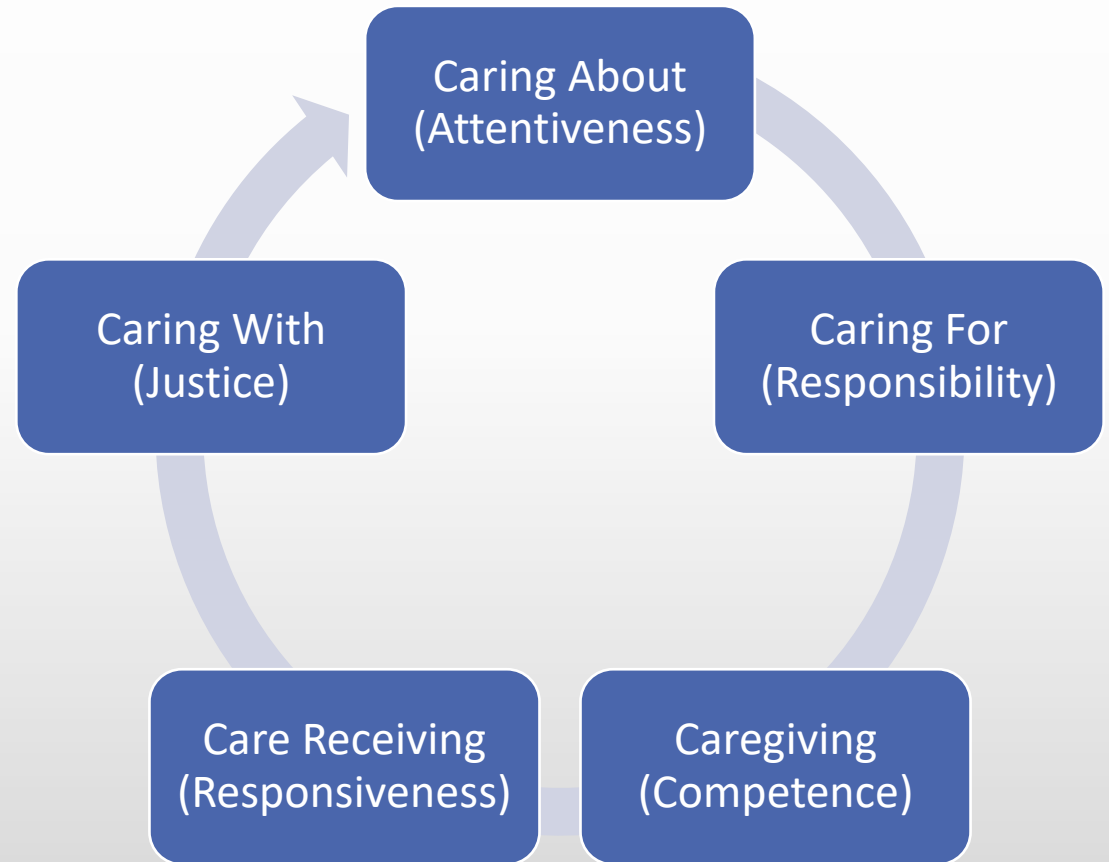 Caring About
(Attentiveness)
Caring For
(Responsibility)
Caregiving
(Competence)
Care Receiving
(Responsiveness)
Caring With
(Justice)